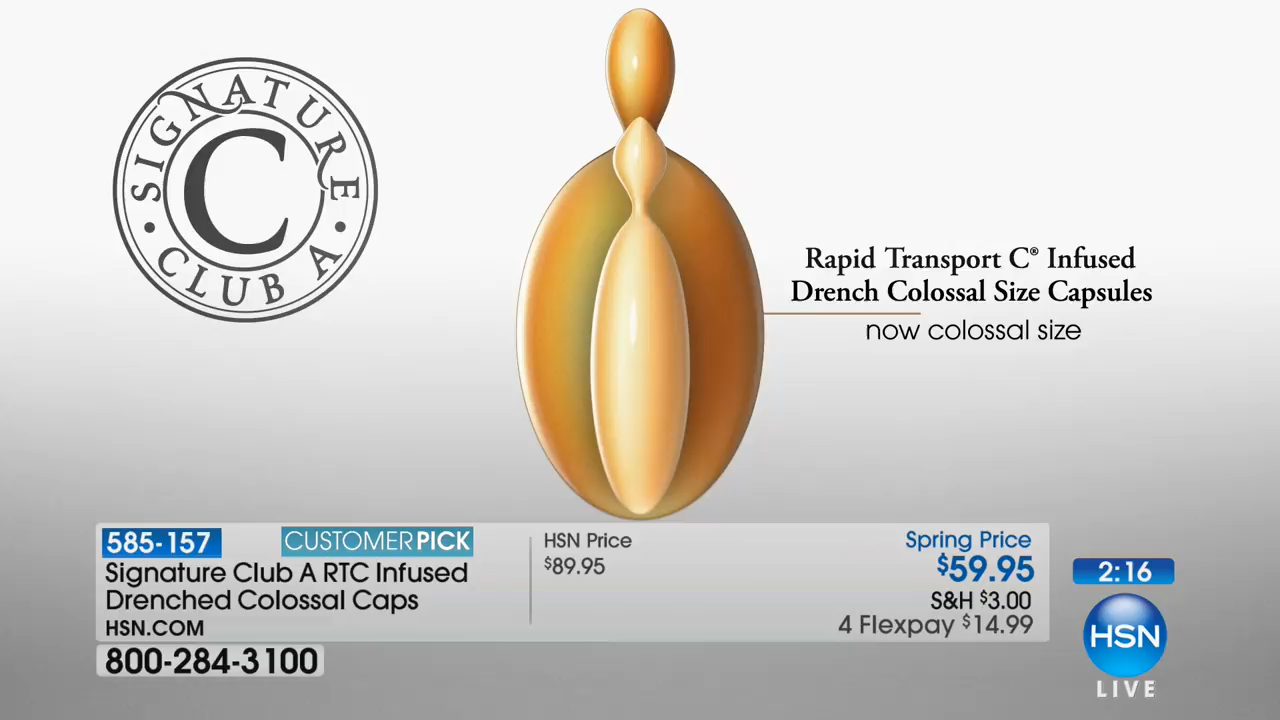 SIGNATURE
C
• CLUB A •
Rapid Transport C® Infused
Drench Colossal Size Capsules
now colossal size
585-157
CUSTOMERPICK
Signature Club A RTC Infused
Drenched Colossal Caps
HSN.COM
800-284-3100
HSN Price
$89.95
Spring Price
$59.95
S&H $3.00
4 Flexpay $14.99
2:16
HSN
LIVE